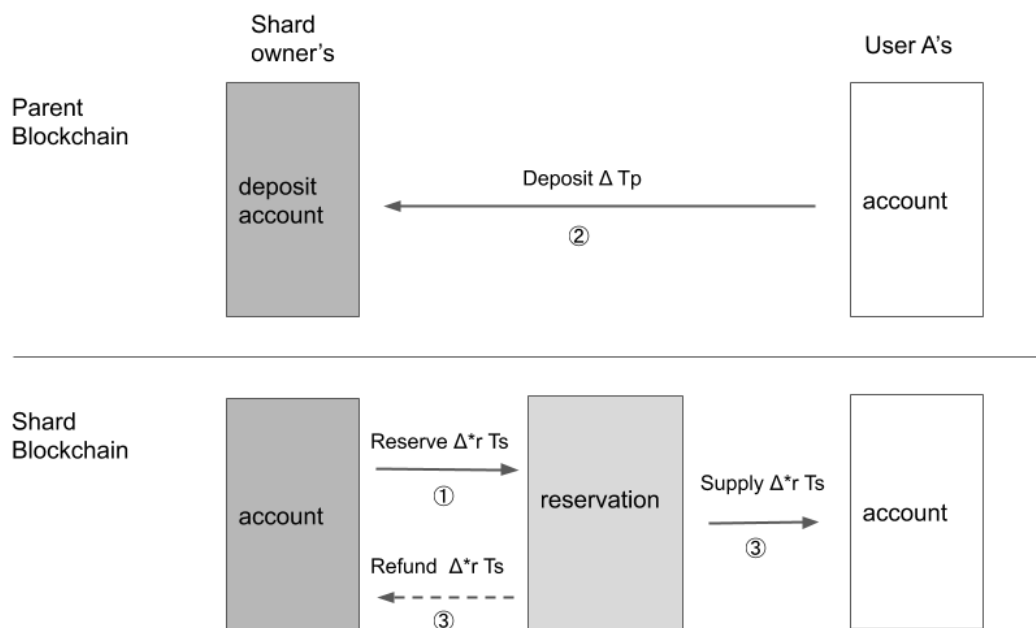 Shard
owner's
User A's
Parent
Blockchain
deposit
account
Deposit Δ Tp
②
account
Shard
Blockchain
account
Reserve Δ*r Ts
①
Refund Δ*r Ts
③
reservation
Supply Δ*r Ts
③
account